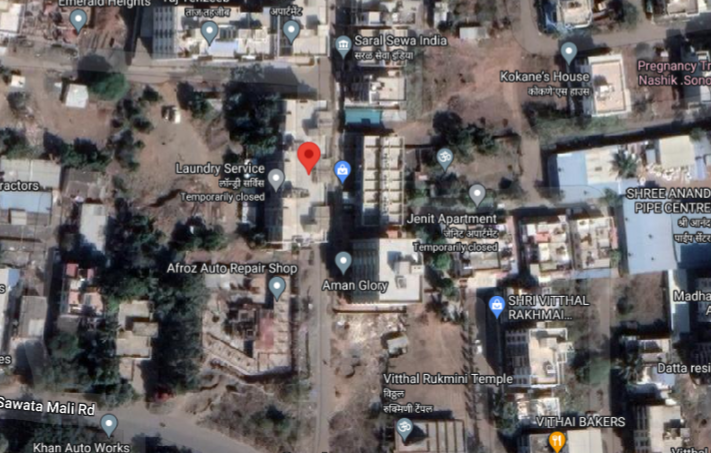 Emerald Heights
ताज तहजीब
अपार्टमेंट
Saral Sewa India
सरल सेवा इंडिया
Kokane's House
कोकणे'एस हाउस
Pregnancy
Nashik
Laundry Service
लॉन्ड्री सर्विस
Temporarily closed
ractors
Jenit Apartment
जेनिट अपार्टमेंट
Temporarily closed
SHREE ANAND
PIPE CENTRE
श्री आनंद
पाईप सेंटर
Afroz Auto Repair Shop
Aman Glory
SHRI VITTHAL
RAKHMAI...
Madha
Vitthal Rukmini Temple
विठ्ठल
रुक्मिणी टेंपल
Datta resi
Sawata Mali Rd
Khan Auto Works
VITHAI BAKERS